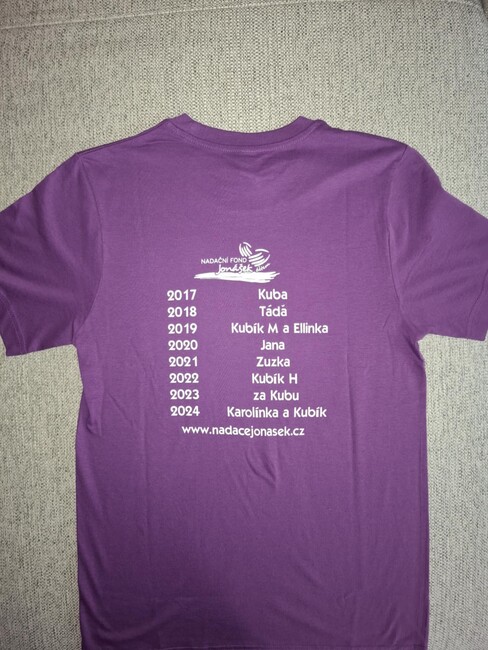 NADAČNÍ FOND
Jonášek
2017 Kuba
2018 Tádá
2019 Kubík M a Ellinka
2020 Jana
2021 Zuzka
2022 Kubík H
2023 za Kubu
2024 Karolínka a Kubík
www.nadacejonasek.cz